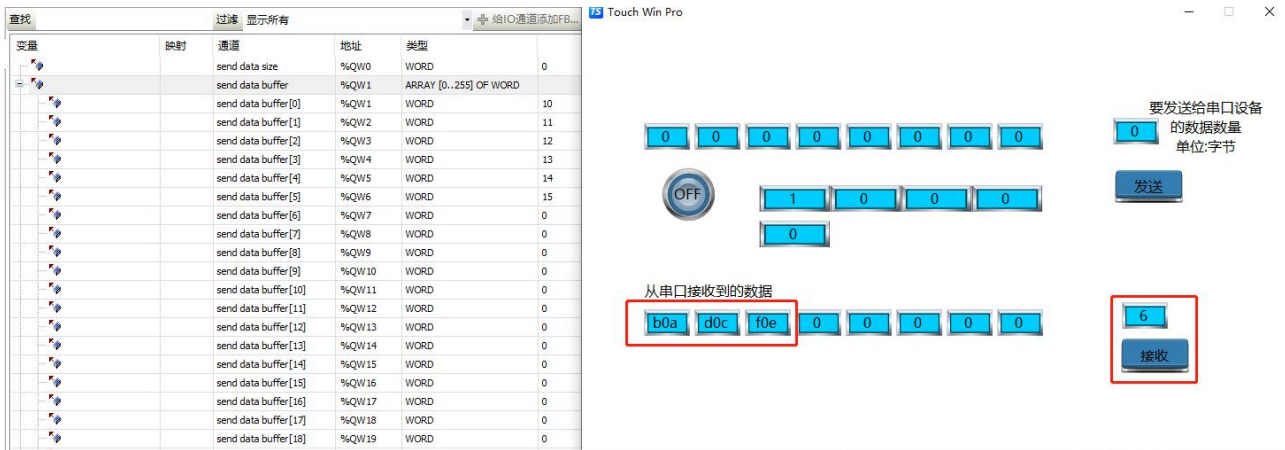 查找 过滤 显示所有 给IO通道添加FB...
变量 映射 通道 地址 类型
send data size %QW0 WORD 0
send data buffer %QW1 ARRAY [0..255] OF WORD
send data buffer[0] %QW1 WORD 10
send data buffer[1] %QW2 WORD 11
send data buffer[2] %QW3 WORD 12
send data buffer[3] %QW4 WORD 13
send data buffer[4] %QW5 WORD 14
send data buffer[5] %QW6 WORD 15
send data buffer[6] %QW7 WORD 0
send data buffer[7] %QW8 WORD 0
send data buffer[8] %QW9 WORD 0
send data buffer[9] %QW10 WORD 0
send data buffer[10] %QW11 WORD 0
send data buffer[11] %QW12 WORD 0
send data buffer[12] %QW13 WORD 0
send data buffer[13] %QW14 WORD 0
send data buffer[14] %QW15 WORD 0
send data buffer[15] %QW16 WORD 0
send data buffer[16] %QW17 WORD 0
send data buffer[17] %QW18 WORD 0
send data buffer[18] %QW19 WORD 0
TS Touch Win Pro
0 0 0 0 0 0 0 0
0
要发送给串口设备
的数据数量
单位:字节
OFF
1 0 0 0
0
发送
从串口接收到的数据
b0a d0c f0e 0 0 0 0 0
6
接收